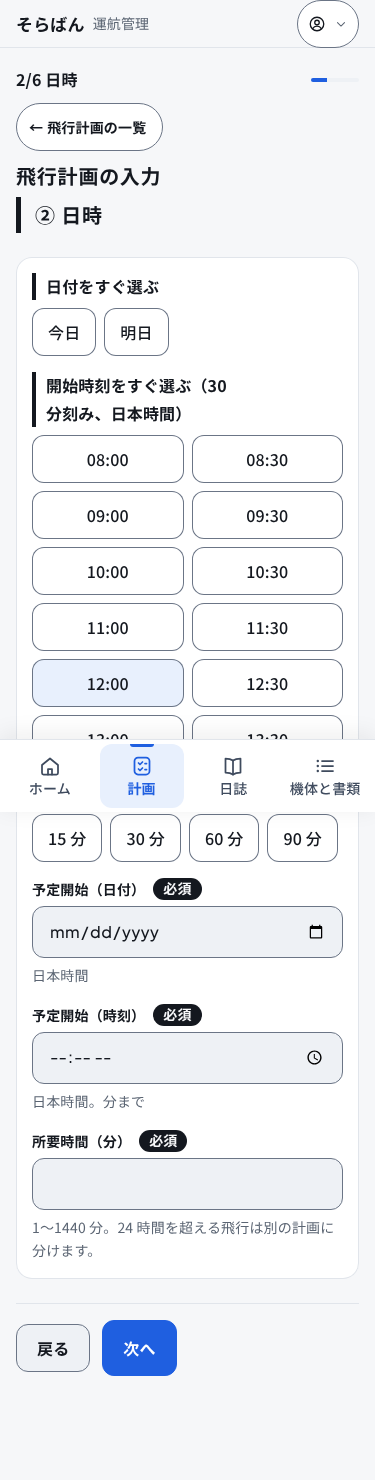 そらばん 運航管理
2/6 日時
← 飛行計画の一覧
飛行計画の入力
② 日時
日付をすぐ選ぶ
今日 明日
開始時刻をすぐ選ぶ（30
分刻み、日本時間）
08:00 08:30
09:00 09:30
10:00 10:30
11:00 11:30
12:00 12:30
ホーム 計画 日誌 機体と書類
15 分 30 分 60 分 90 分
予定開始（日付） 必須
mm/dd/yyyy
日本時間
予定開始（時刻） 必須
--:-- --
日本時間。分まで
所要時間（分） 必須
1〜1440 分。24 時間を超える飛行は別の計画に
分けます。
戻る 次へ